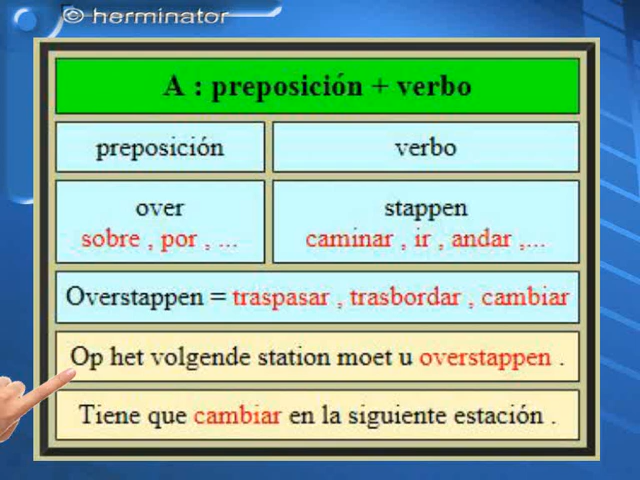 © herminator
A : preposición + verbo
preposición verbo
over stappen
sobre , por , ... caminar , ir , andar ,...
Overstappen = traspasar , trasbordar , cambiar
Op het volgende station moet u overstappen .
Tiene que cambiar en la siguiente estación .